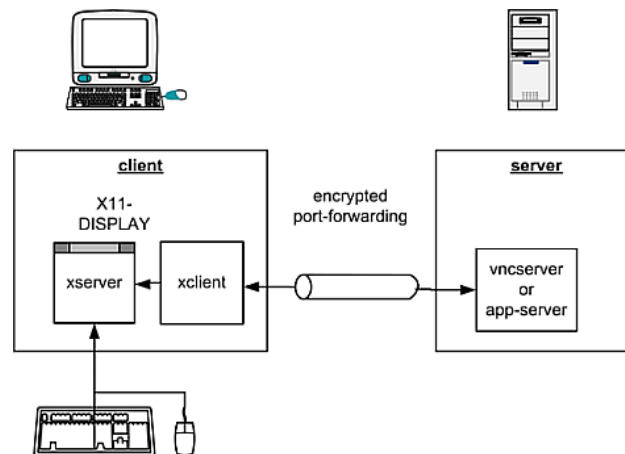 client
server
X11-
DISPLAY
encrypted
port-forwarding
xserver
xclient
vncserver
or
app-server